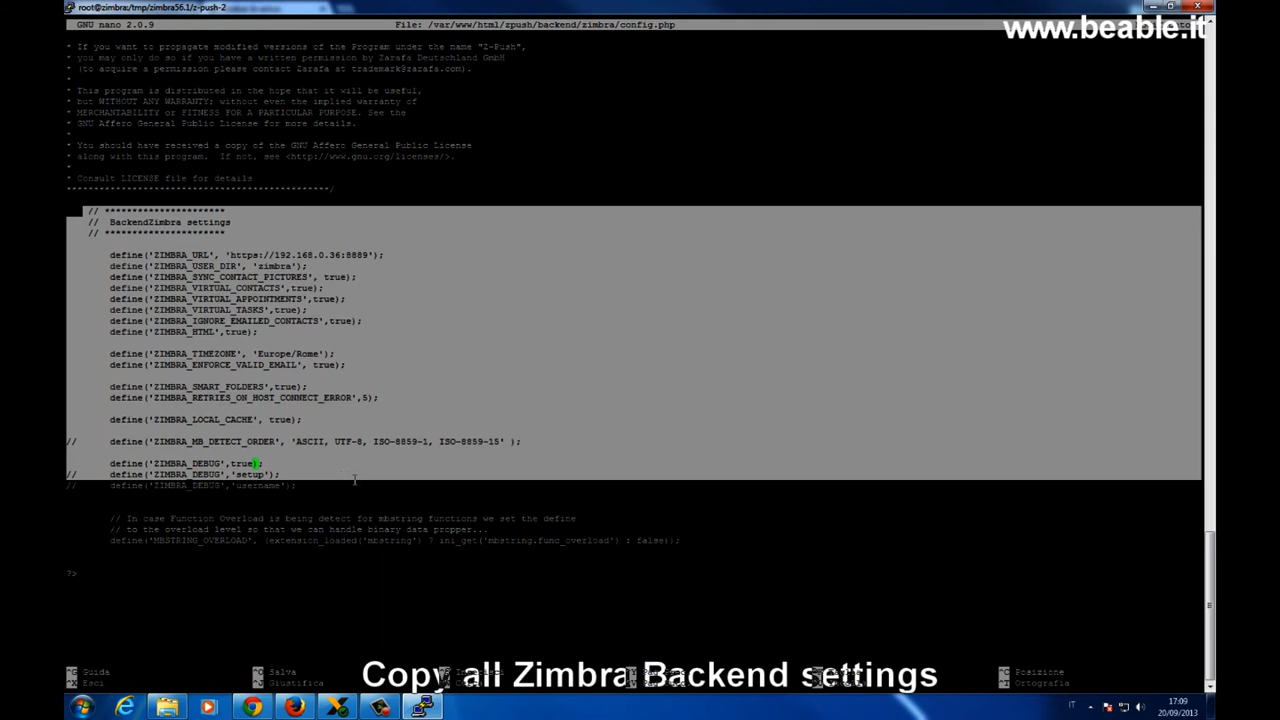 root@zimbra:/tmp/zimbra56.1/z-push-2
GNU nano 2.0.9 File: /var/www/html/zpush/backend/zimbra/config.php
www.beable.it
* If you want to propagate modified versions of the Program under the name "Z-Push",
* you may only do so if you have a written permission by Zarafa Deutschland GmbH
* (to acquire a permission please contact Zarafa at trademark@zarafa.com).
*
* This program is distributed in the hope that it will be useful,
* but WITHOUT ANY WARRANTY; without even the implied warranty of
* MERCHANTABILITY or FITNESS FOR A PARTICULAR PURPOSE. See the
* GNU Affero General Public License for more details.
*
* You should have received a copy of the GNU Affero General Public License
* along with this program. If not, see <http://www.gnu.org/licenses/>.
*
* Consult LICENSE file for details
************************************************/
// **********************
// BackendZimbra settings
// **********************
define('ZIMBRA_URL', 'https://192.168.0.36:8889');
define('ZIMBRA_USER_DIR', 'zimbra');
define('ZIMBRA_SYNC_CONTACT_PICTURES', true);
define('ZIMBRA_VIRTUAL_CONTACTS',true);
define('ZIMBRA_VIRTUAL_APPOINTMENTS',true);
define('ZIMBRA_VIRTUAL_TASKS',true);
define('ZIMBRA_IGNORE_EMAILED_CONTACTS',true);
define('ZIMBRA_HTML',true);
define('ZIMBRA_TIMEZONE', 'Europe/Rome');
define('ZIMBRA_ENFORCE_VALID_EMAIL', true);
define('ZIMBRA_SMART_FOLDERS',true);
define('ZIMBRA_RETRIES_ON_HOST_CONNECT_ERROR',5);
define('ZIMBRA_LOCAL_CACHE', true);
// define('ZIMBRA_MB_DETECT_ORDER', 'ASCII, UTF-8, ISO-8859-1, ISO-8859-15' );
define('ZIMBRA_DEBUG',true);
// define('ZIMBRA_DEBUG','setup');
// define('ZIMBRA_DEBUG','username');
// In case Function Overload is being detect for mbstring functions we set the define
// to the overload level so that we can handle binary data propper...
define('MBSTRING_OVERLOAD', (extension_loaded('mbstring') ? ini_get('mbstring.func_overload') : false));
?>
^G Guida ^O Salva ^C Posizione
^X Esci ^J Giustifica ^T Ortografia
Copy all Zimbra Backend settings
IT
17:09
20/09/2013